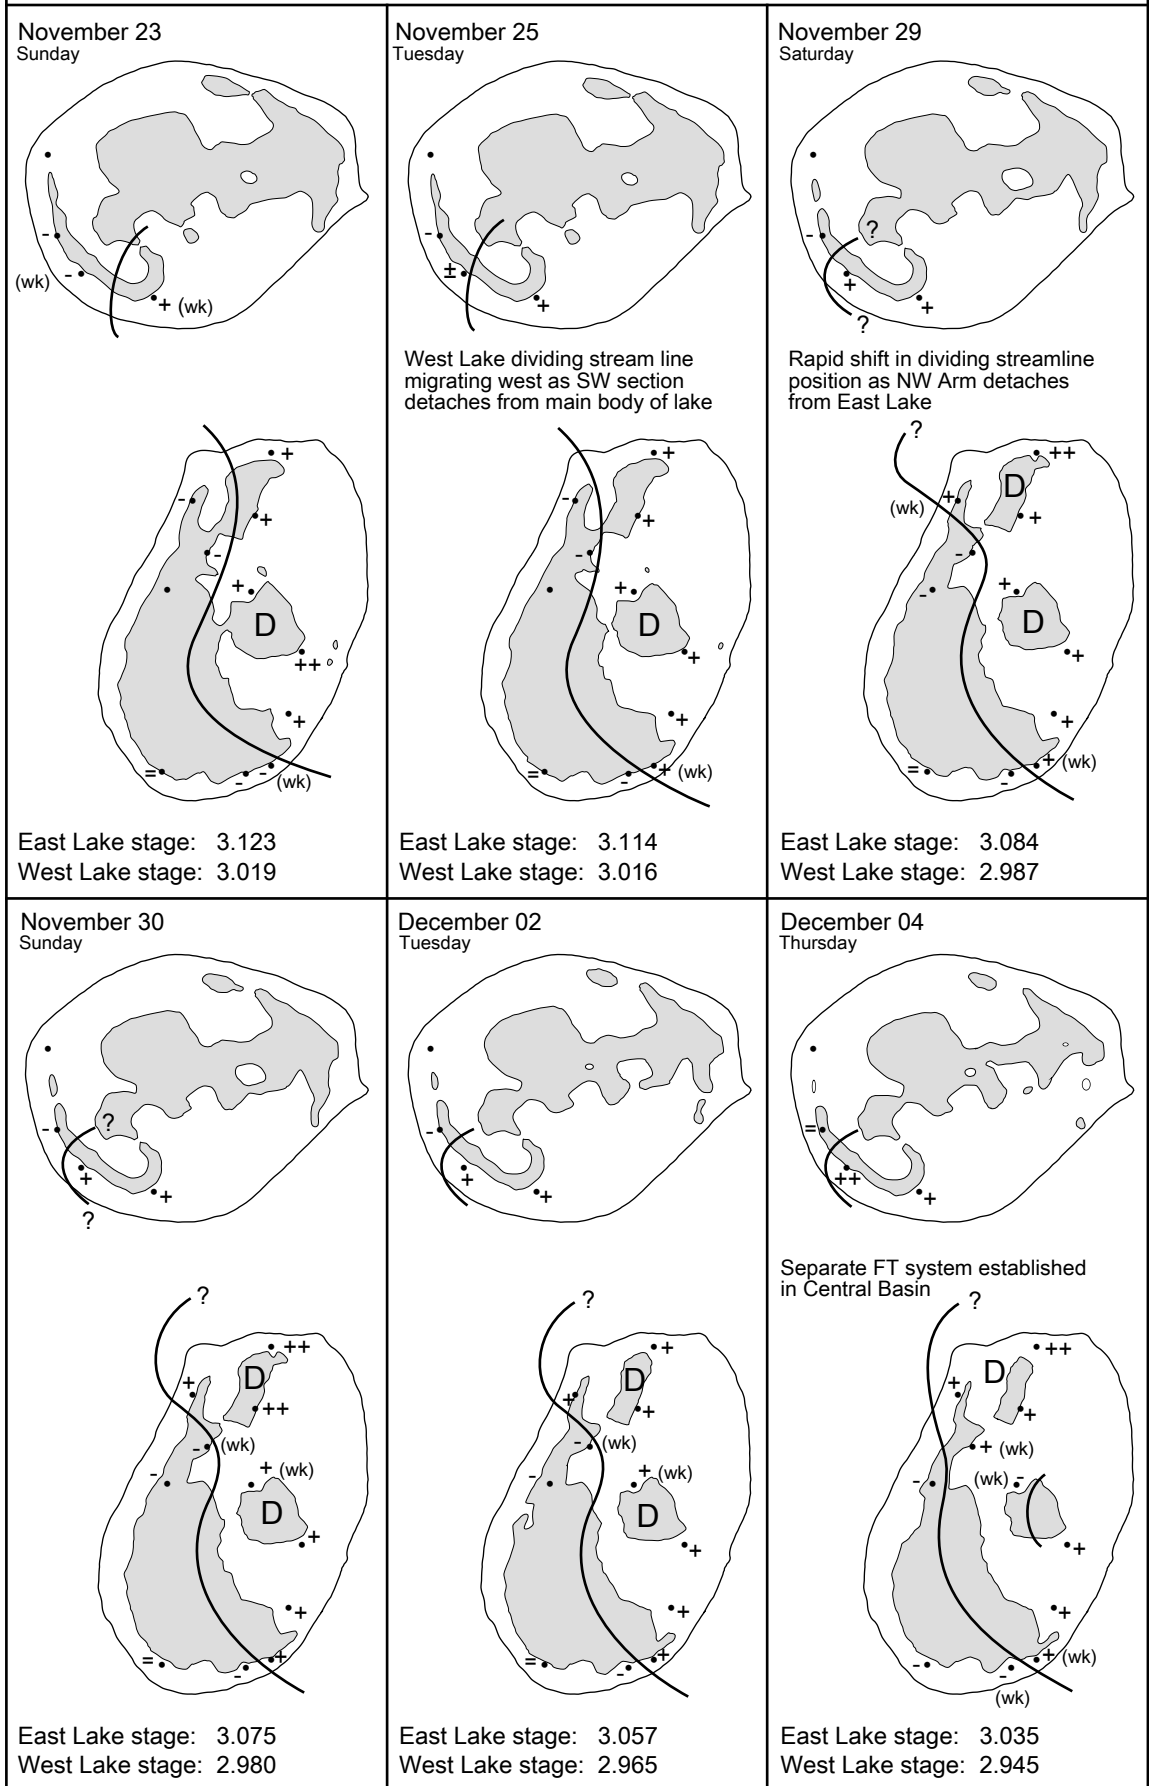 November 23
Sunday
-
(wk)
-
+ (wk)
+
-
+
-
+
D
++
+
=
-
- (wk)
East Lake stage: 3.123
West Lake stage: 3.019
November 25
Tuesday
-
±
+
West Lake dividing stream line
migrating west as SW section
detaches from main body of lake
+
-
+
-
+
D
+
+
=
-
+ (wk)
East Lake stage: 3.114
West Lake stage: 3.016
November 29
Saturday
-
?
+
+
?
Rapid shift in dividing streamline
position as NW Arm detaches
from East Lake
?
++
D
+
(wk)
+
-
-
+
D
+
+
=
-
+ (wk)
East Lake stage: 3.084
West Lake stage: 2.987
November 30
Sunday
?
-
+
+
?
?
++
D
+
++
- (wk)
-
+ (wk)
D
+
+
=
-
+
East Lake stage: 3.075
West Lake stage: 2.980
December 02
Tuesday
-
+
+
?
+
D
+
+
- (wk)
-
+ (wk)
D
+
+
=
-
+
East Lake stage: 3.057
West Lake stage: 2.965
December 04
Thursday
=
++
+
Separate FT system established
in Central Basin
?
++
D
+
+
+ (wk)
-
(wk) -
+
+
-
-
(wk)
+ (wk)
East Lake stage: 3.035
West Lake stage: 2.945